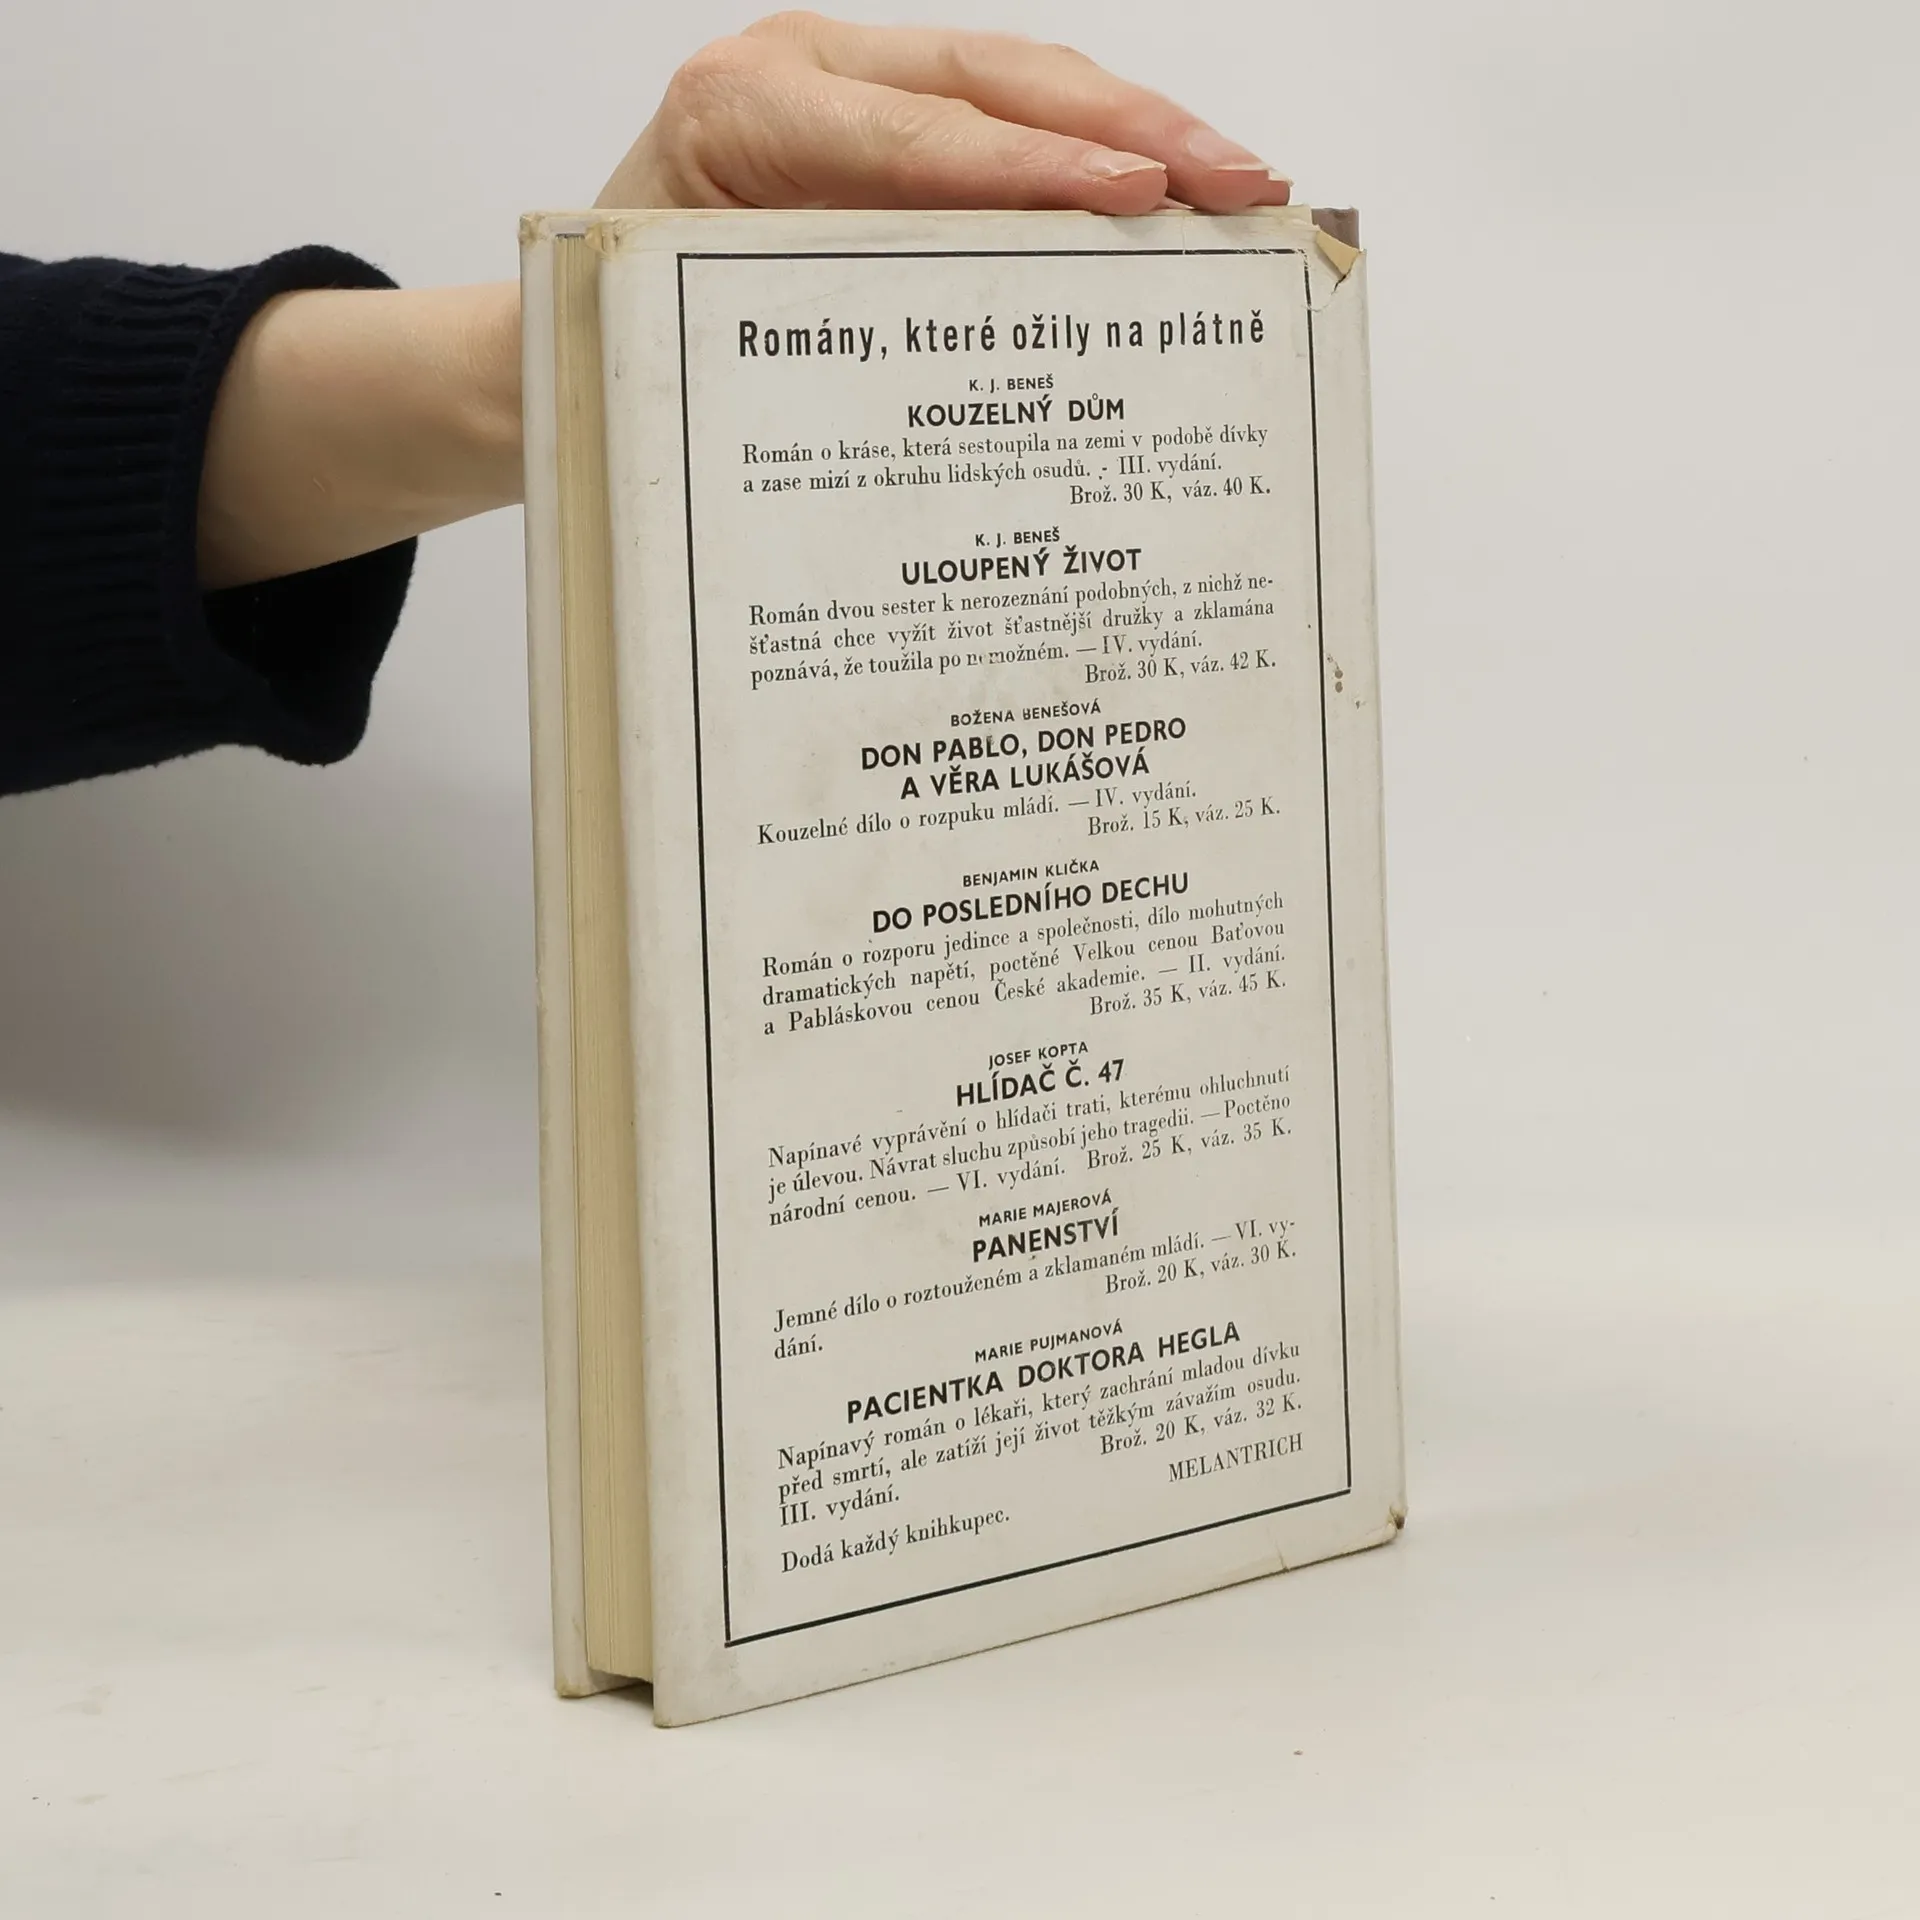 Romány, které ožily na plátně
K. J. BENEŠ
KOUZELNÝ DŮM
Román o kráse, která sestoupila na zemi v podobě dívky
a zase mizí z okruhu lidských osudů. - III. vydání.
Brož. 30 K, váz. 40 K.
K. J. BENEŠ
ULOUPENÝ ŽIVOT
Román dvou sester k nerozeznání podobných, z nichž ne-
šťastná chce vyžít život šťastnější družky a zklamána
poznává, že toužila po nemožném. — IV. vydání.
Brož. 30 K, váz. 42 K.
BOŽENA BENEŠOVÁ
DON PABLO, DON PEDRO
A VĚRA LUKÁŠOVÁ
Kouzelné dílo o rozpuku mládí. — IV. vydání.
Brož. 15 K, váz. 25 K.
BENJAMIN KLIČKA
DO POSLEDNÍHO DECHU
Román o rozporu jedince a společnosti, dílo mohutných
dramatických napětí, poctěné Velkou cenou Baťovou
a Pabláskovou cenou České akademie. — II. vydání.
Brož. 35 K, váz. 45 K.
JOSEF KOPTA
HLÍDAČ Č. 47
Napínavé vyprávění o hlídači trati, kterému ohluchnutí
je úlevou. Návrat sluchu způsobí jeho tragedii. — Poctěno
národní cenou. — VI. vydání. Brož. 25 K, váz. 35 K.
MARIE MAJEROVÁ
PANENSTVÍ
Jemné dílo o roztouženém a zklamaném mládí. — VI. vy-
dání. Brož. 20 K, váz. 30 K.
MARIE PUJMANOVÁ
PACIENTKA DOKTORA HEGLA
Napínavý román o lékaři, který zachrání mladou dívku
před smrtí, ale zatíží její život těžkým závažím osudu.
III. vydání. Brož. 20 K, váz. 32 K.
MELANTRICH
Dodá každý knihkupec.